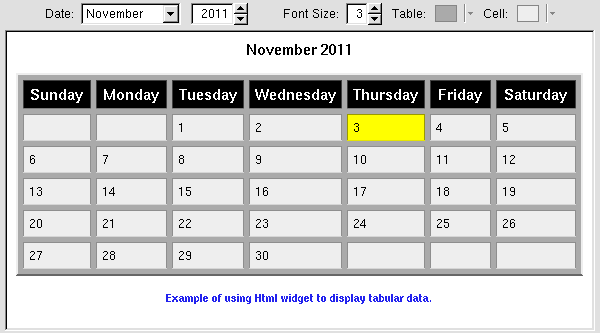 Date: November 2011 Font Size: 3 Table: Cell:
November 2011
Sunday Monday Tuesday Wednesday Thursday Friday Saturday
1 2 3 4 5
6 7 8 9 10 11 12
13 14 15 16 17 18 19
20 21 22 23 24 25 26
27 28 29 30
Example of using Html widget to display tabular data.